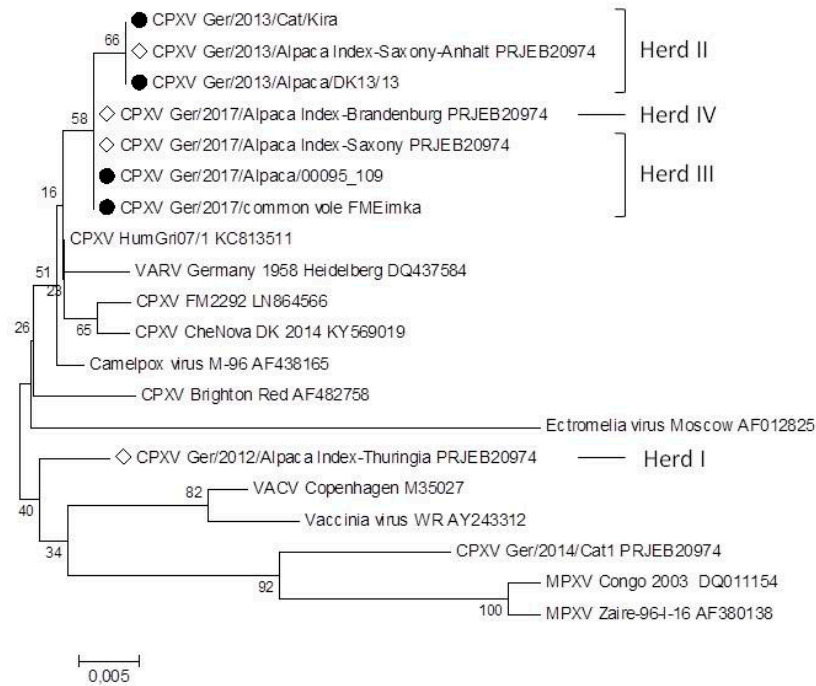 CPXV Ger/2013/Cat/Kira
66
CPXV Ger/2013/Alpaca Index-Saxony-Anhalt PRJEB20974
Herd II
CPXV Ger/2013/Alpaca/DK13/13
58
CPXV Ger/2017/Alpaca Index-Brandenburg PRJEB20974
Herd IV
CPXV Ger/2017/Alpaca Index-Saxony PRJEB20974
CPXV Ger/2017/Alpaca/00095_109
Herd III
16
CPXV Ger/2017/common vole FMEimka
CPXV HumGri07/1 KC813511
51
VARV Germany 1958 Heidelberg DQ437584
23
CPXV FM2292 LN864566
26
65
CPXV CheNova DK 2014 KY569019
Camelpox virus M-96 AF438165
CPXV Brighton Red AF482758
Ectromelia virus Moscow AF012825
CPXV Ger/2012/Alpaca Index-Thuringia PRJEB20974
Herd I
82
VACV Copenhagen M35027
40
Vaccinia virus WR AY243312
34
CPXV Ger/2014/Cat1 PRJEB20974
92
MPXV Congo 2003 DQ011154
100
MPXV Zaire-96-I-16 AF380138
0,005